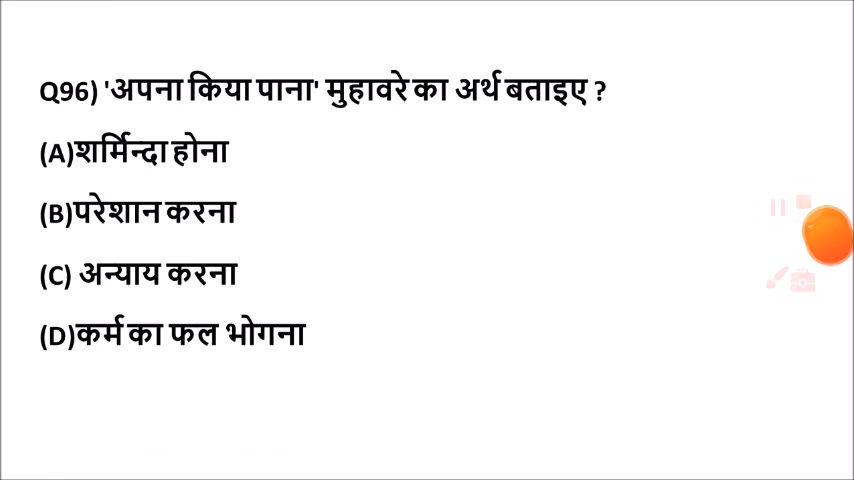 Q96) 'अपना किया पाना' मुहावरे का अर्थ बताइए ?
(A)शर्मिन्दा होना
(B)परेशान करना
(C) अन्याय करना
(D)कर्म का फल भोगना